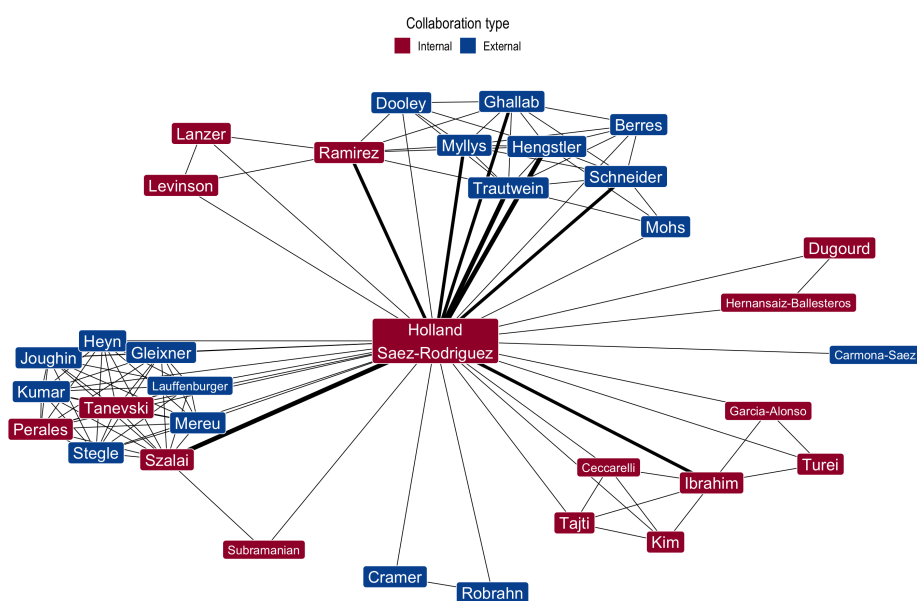 Collaboration type
Internal External
Dooley
Ghallab
Berres
Lanzer
Ramirez
Myllys
Hengstler
Levinson
Trautwein
Schneider
Mohs
Dugourd
Hernansaiz-Ballesteros
Holland
Saez-Rodriguez
Carmona-Saez
Heyn
Joughin
Gleixner
Kumar
Lauffenburger
Tanevski
Perales
Mereu
Stegle
Szalai
Garcia-Alonso
Ceccarelli
Turei
Ibrahim
Tajti
Kim
Subramanian
Cramer
Robrahn